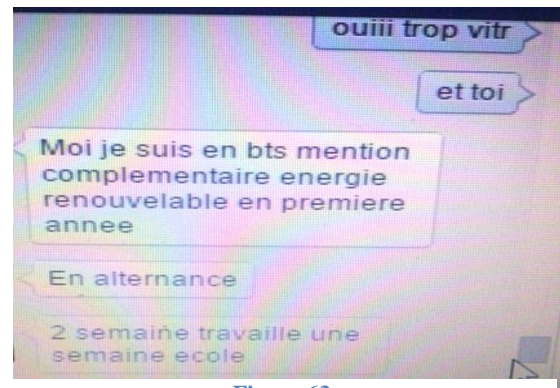 ouiii trop vitr
et toi
Moi je suis en bts mention
complementaire energie
renouvelable en premiere
annee
En alternance
2 semaine travaille une
semaine ecole